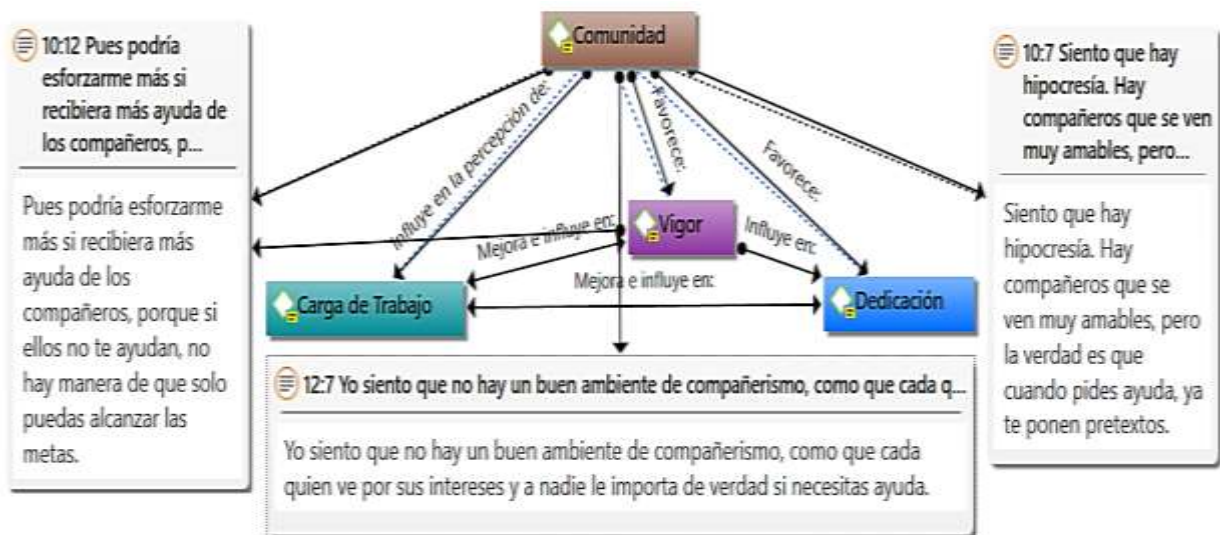 Comunidad
10:12 Pues podría
esforzarme más si
recibiera más ayuda de
los compañeros, p...
Pues podría esforzarme
más si recibiera más
ayuda de los
compañeros, porque si
ellos no te ayudan, no
hay manera de que solo
puedas alcanzar las
metas.
Influye en la percepción de:
Favorece:
Favorece:
Vigor
Mejora e influye en:
Influye en:
Mejora e influye en:
Carga de Trabajo
Dedicación
12:7 Yo siento que no hay un buen ambiente de compañerismo, como que cada q...
Yo siento que no hay un buen ambiente de compañerismo, como que cada
quien ve por sus intereses y a nadie le importa de verdad si necesitas ayuda.
10:7 Siento que hay
hipocresía. Hay
compañeros que se ven
muy amables, pero...
Siento que hay
hipocresía. Hay
compañeros que se
ven muy amables, pero
la verdad es que
cuando pides ayuda, ya
te ponen pretextos.